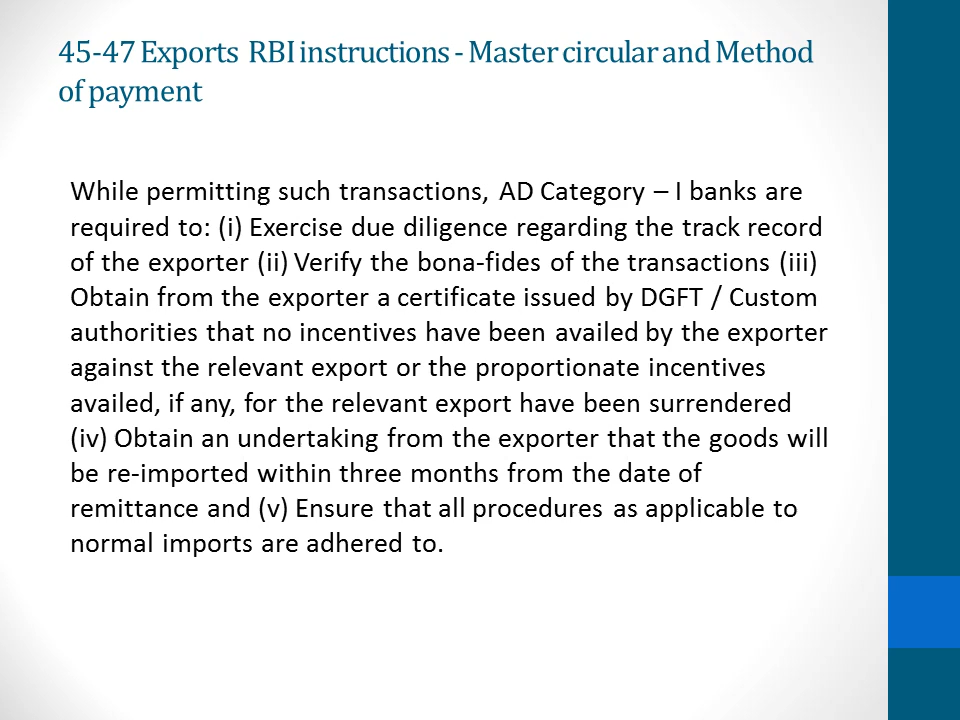 45-47 Exports RBI instructions - Master circular and Method
of payment
While permitting such transactions, AD Category – I banks are
required to: (i) Exercise due diligence regarding the track record
of the exporter (ii) Verify the bona-fides of the transactions (iii)
Obtain from the exporter a certificate issued by DGFT / Custom
authorities that no incentives have been availed by the exporter
against the relevant export or the proportionate incentives
availed, if any, for the relevant export have been surrendered
(iv) Obtain an undertaking from the exporter that the goods will
be re-imported within three months from the date of
remittance and (v) Ensure that all procedures as applicable to
normal imports are adhered to.